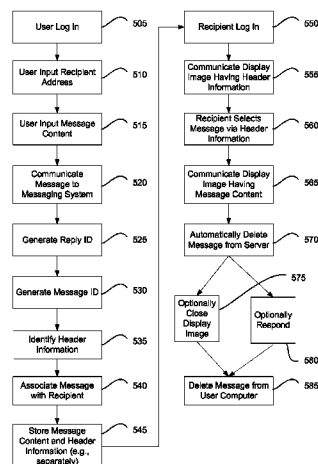 User Log In
505
User Input Recipient
Address
510
User Input Message
Content
515
Communicate
Message to
Messaging System
520
Generate Reply ID
525
Generate Message ID
530
Identify Header
Information
535
Associate Message
with Recipient
540
Store Message
Content and Header
Information (e.g.,
separately)
545
Recipient Log In
550
Communicate Display
Image Having Header
Information
555
Recipient Selects
Message via Header
Information
560
Communicate Display
Image Having
Message Content
565
Automatically Delete
Message from Server
570
575
Optionally
Close
Display
Image
Optionally
Respond
580
Delete Message from
User Computer
585